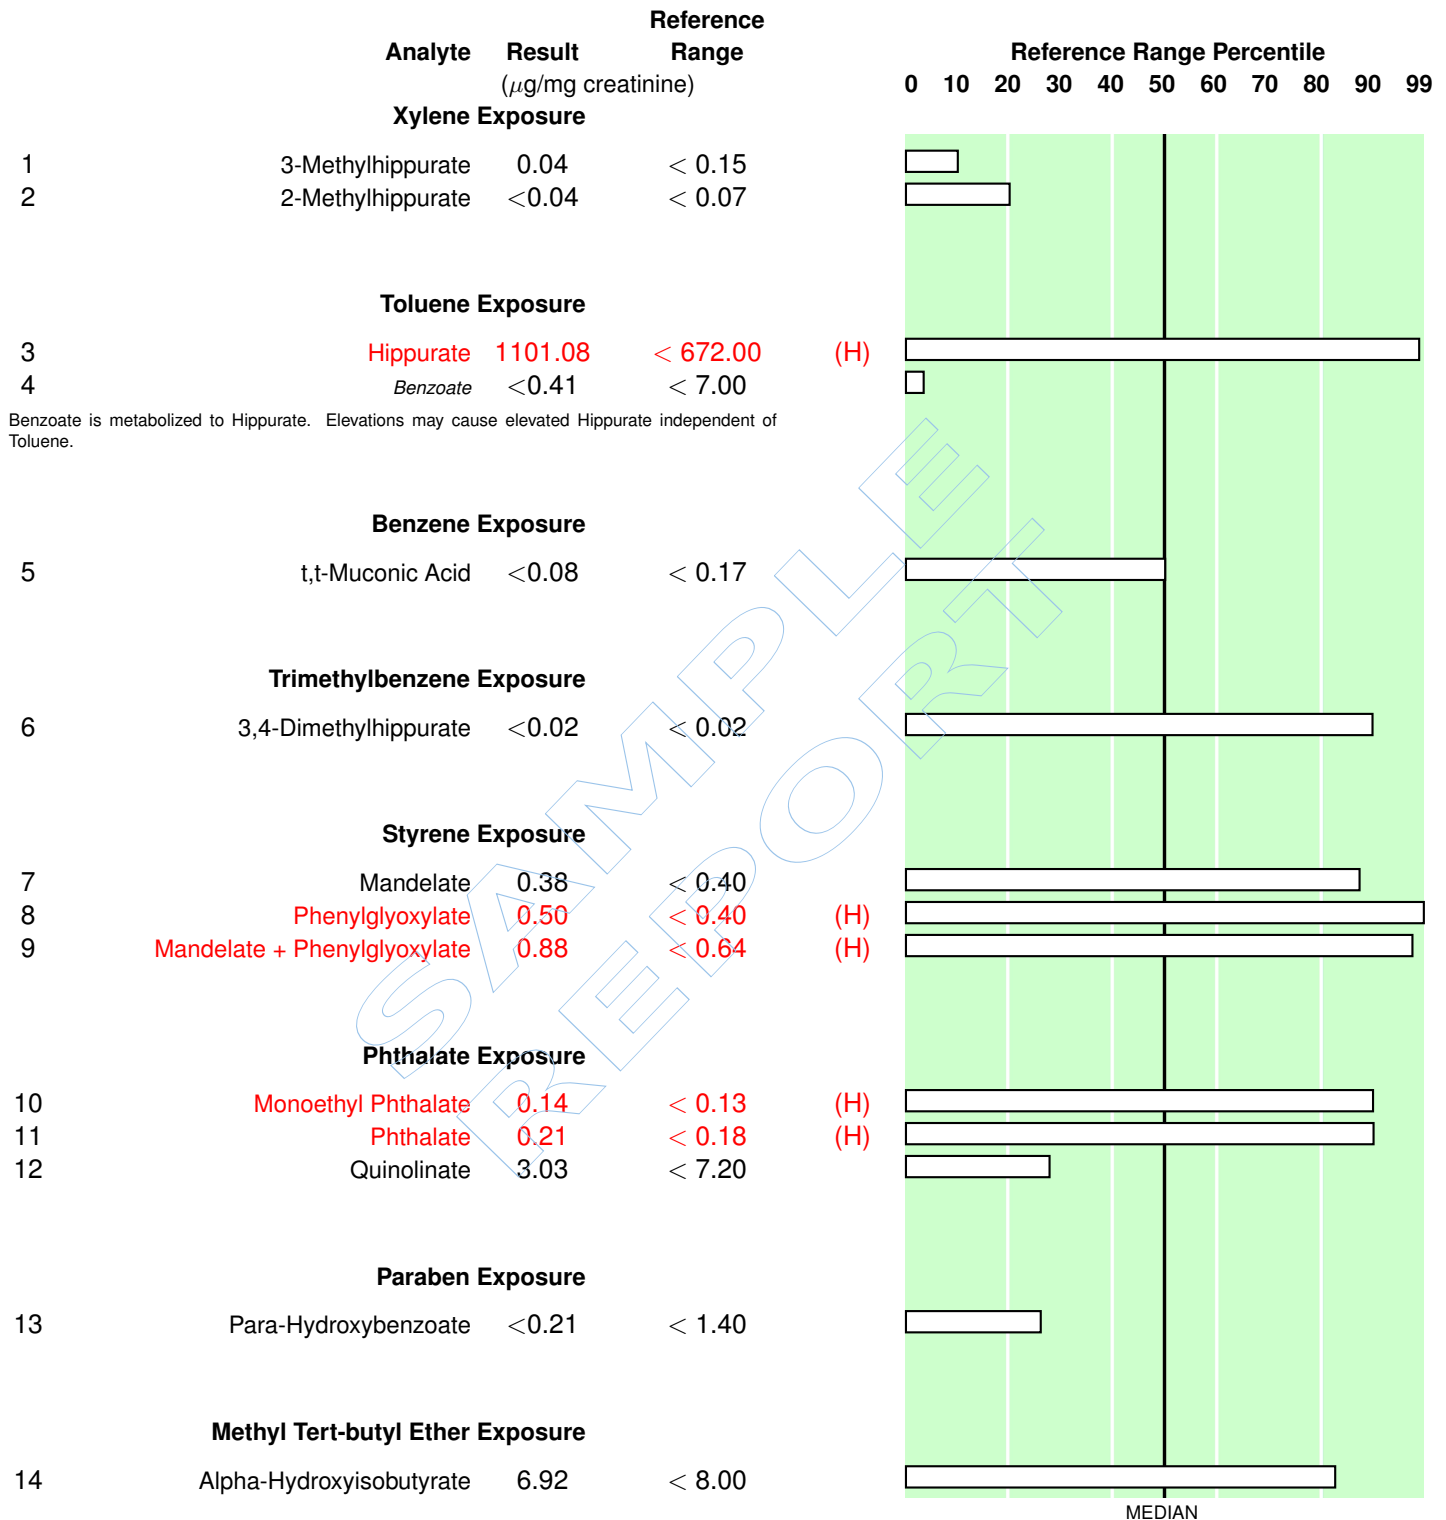 Reference
Analyte Result Range Reference Range Percentile
(µg/mg creatinine) 0 10 20 30 40 50 60 70 80 90 99
Xylene Exposure
1 3-Methylhippurate 0.04 < 0.15
2 2-Methylhippurate <0.04 < 0.07
Toluene Exposure
3 Hippurate 1101.08 < 672.00 (H)
4 Benzoate <0.41 < 7.00
Benzoate is metabolized to Hippurate. Elevations may cause elevated Hippurate independent of
Toluene.
Benzene Exposure
5 t,t-Muconic Acid <0.08 < 0.17
Trimethylbenzene Exposure
6 3,4-Dimethylhippurate <0.02 < 0.02
Styrene Exposure
7 Mandelate 0.38 < 0.40
8 Phenylglyoxylate 0.50 < 0.40 (H)
9 Mandelate + Phenylglyoxylate 0.88 < 0.64 (H)
Phthalate Exposure
10 Monoethyl Phthalate 0.14 < 0.13 (H)
11 Phthalate 0.21 < 0.18 (H)
12 Quinolinate 3.03 < 7.20
Paraben Exposure
13 Para-Hydroxybenzoate <0.21 < 1.40
Methyl Tert-butyl Ether Exposure
14 Alpha-Hydroxyisobutyrate 6.92 < 8.00
MEDIAN
SAMPLE
REPORT